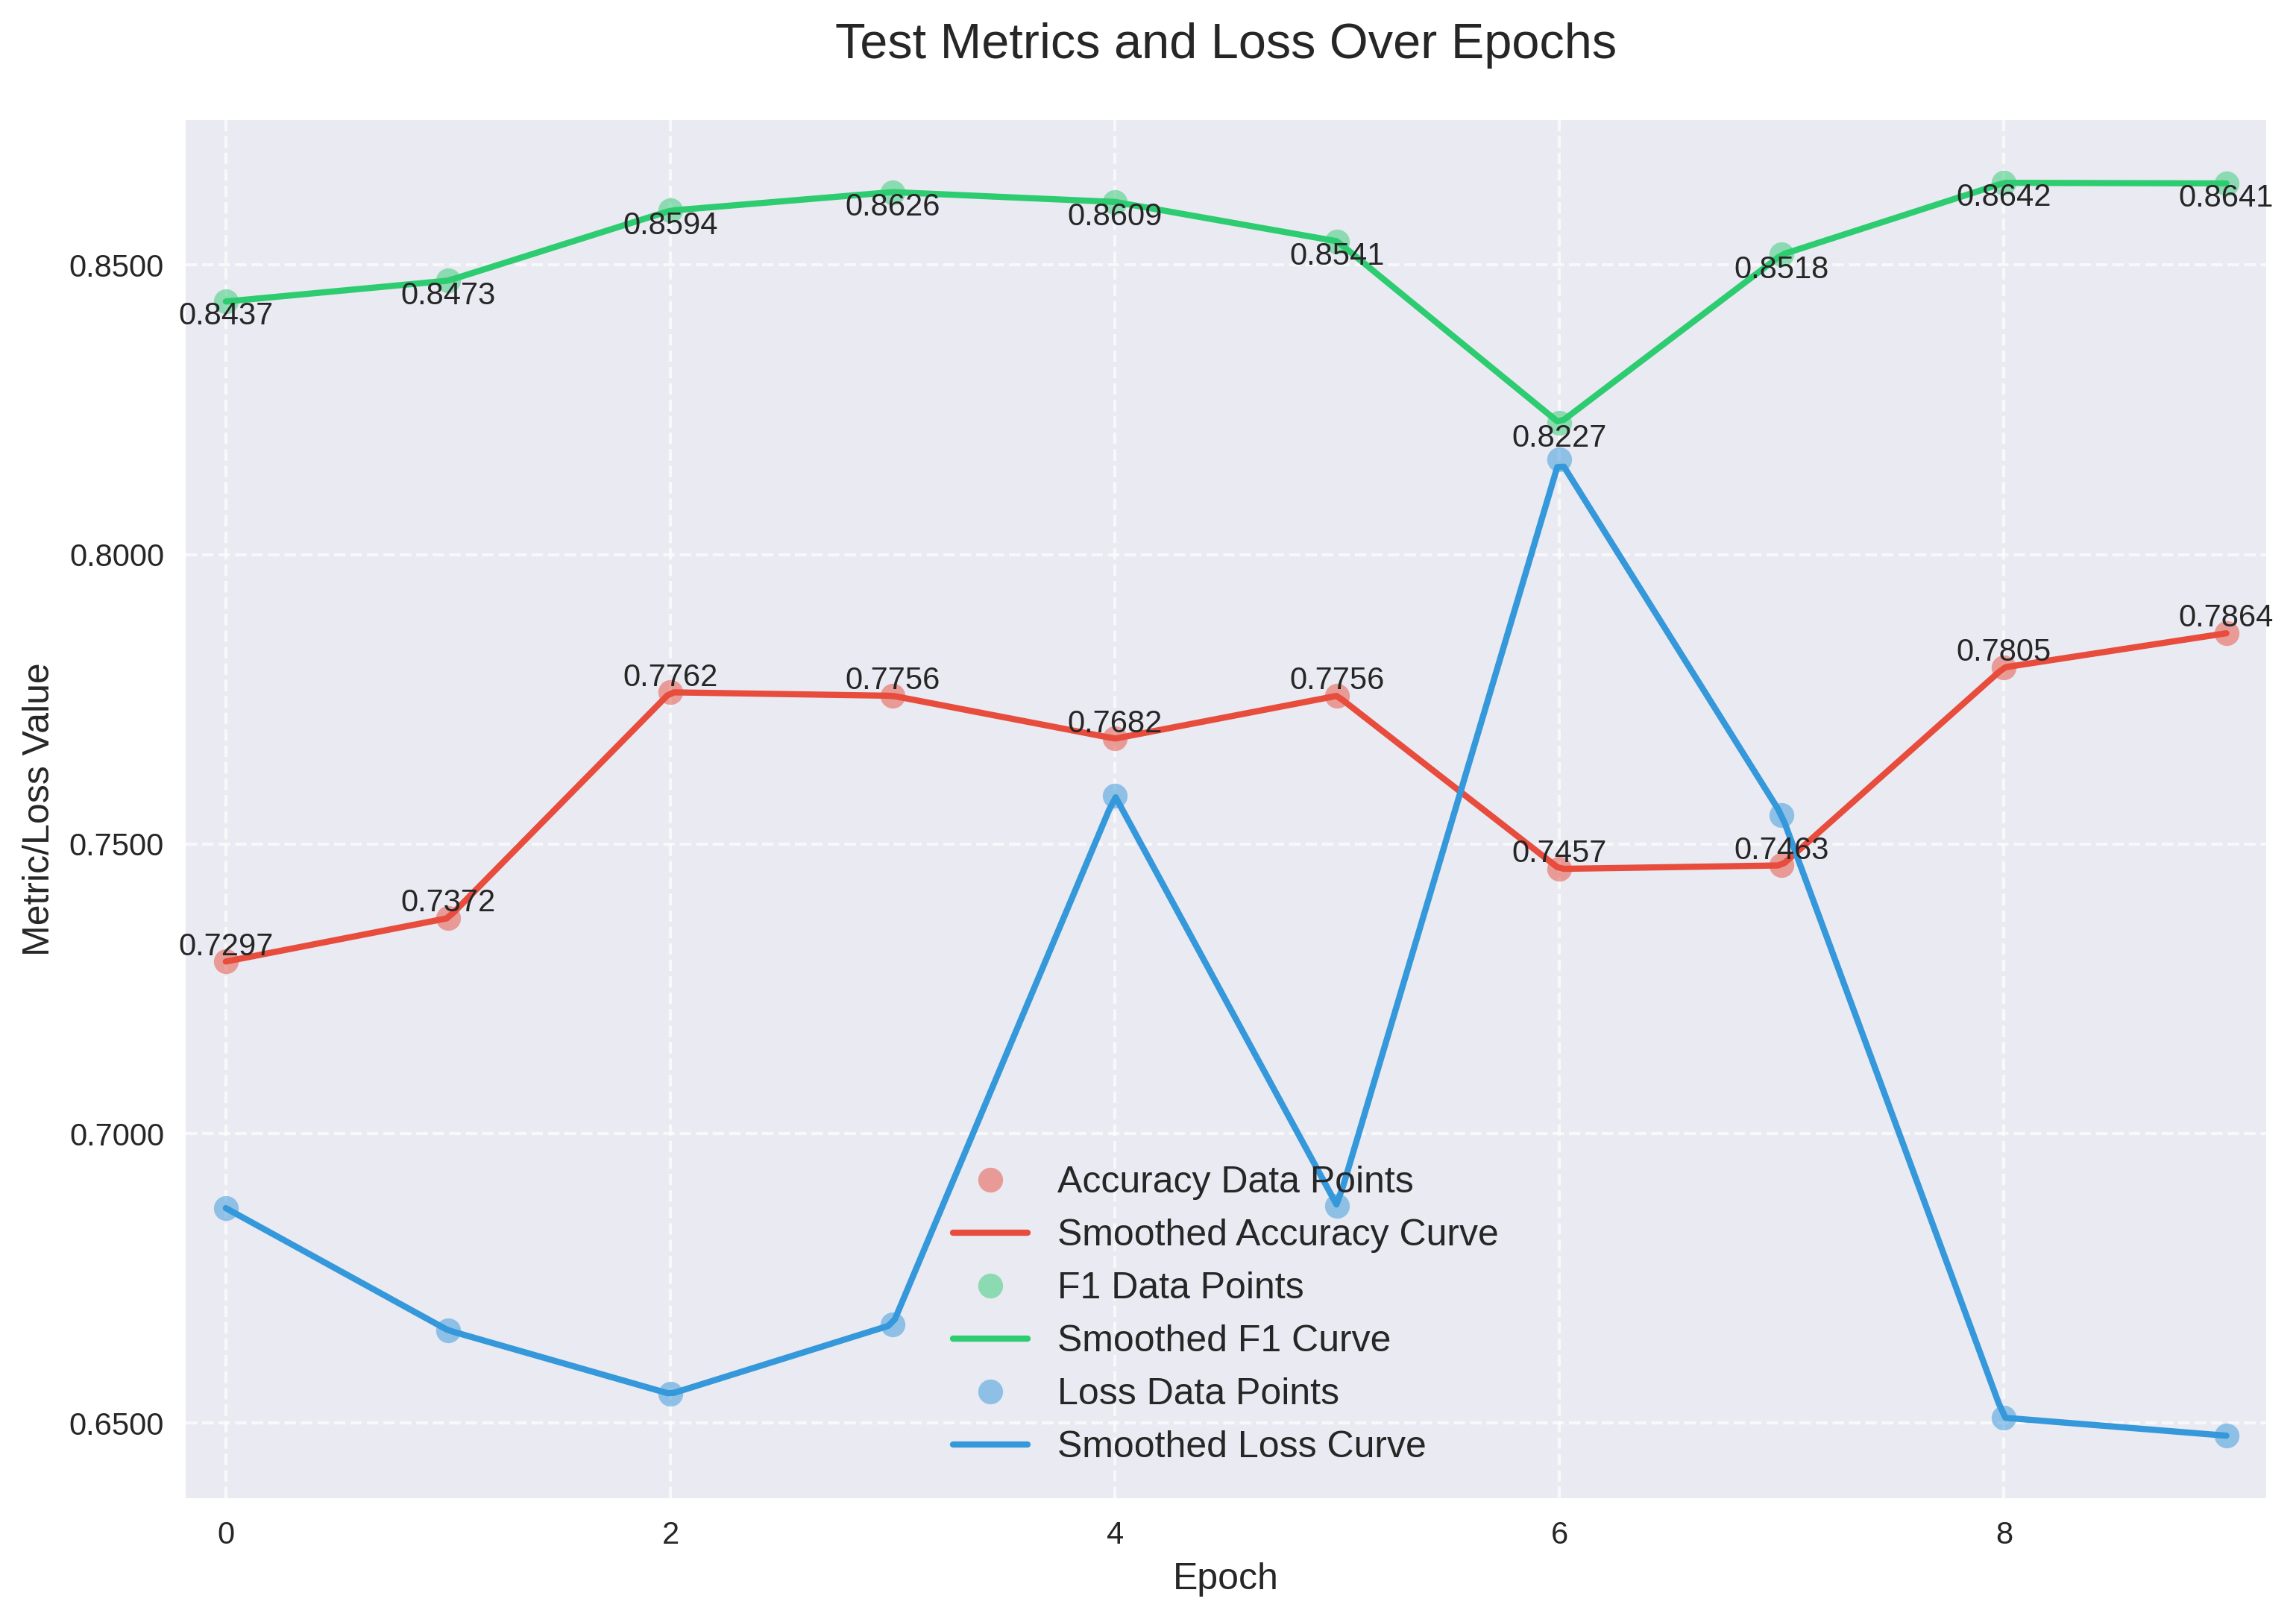 Test Metrics and Loss Over Epochs
0.8642
0.8641
0.8626
0.8609
0.8594
0.8541
0.8518
0.8500
0.8473
0.8437
0.8227
0.8000
0.7864
0.7805
0.7762
0.7756
0.7756
0.7682
0.7500
0.7463
0.7457
0.7372
0.7297
0.7000
0.6500
Metric/Loss Value
Accuracy Data Points
Smoothed Accuracy Curve
F1 Data Points
Smoothed F1 Curve
Loss Data Points
Smoothed Loss Curve
0 2 4 6 8
Epoch